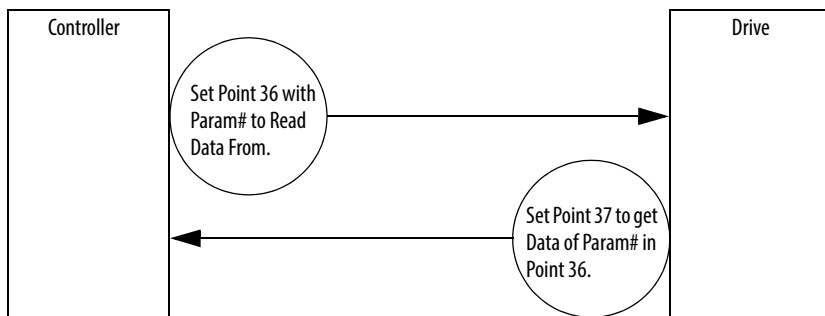 Controller
Drive
Set Point 36 with
Param# to Read
Data From.
Set Point 37 to get
Data of Param# in
Point 36.